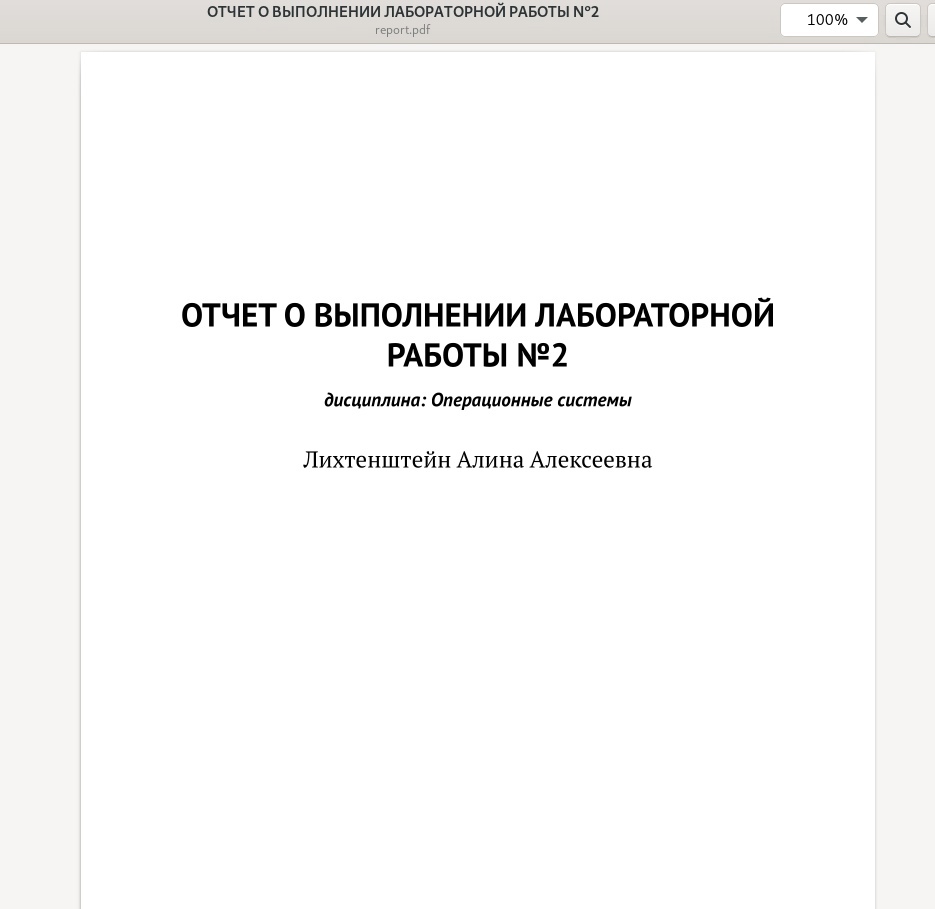 ОТЧЕТ О ВЫПОЛНЕНИИ ЛАБОРАТОРНОЙ РАБОТЫ №2
report.pdf
100%
ОТЧЕТ О ВЫПОЛНЕНИИ ЛАБОРАТОРНОЙ
РАБОТЫ №2
дисциплина: Операционные системы
Лихтенштейн Алина Алексеевна